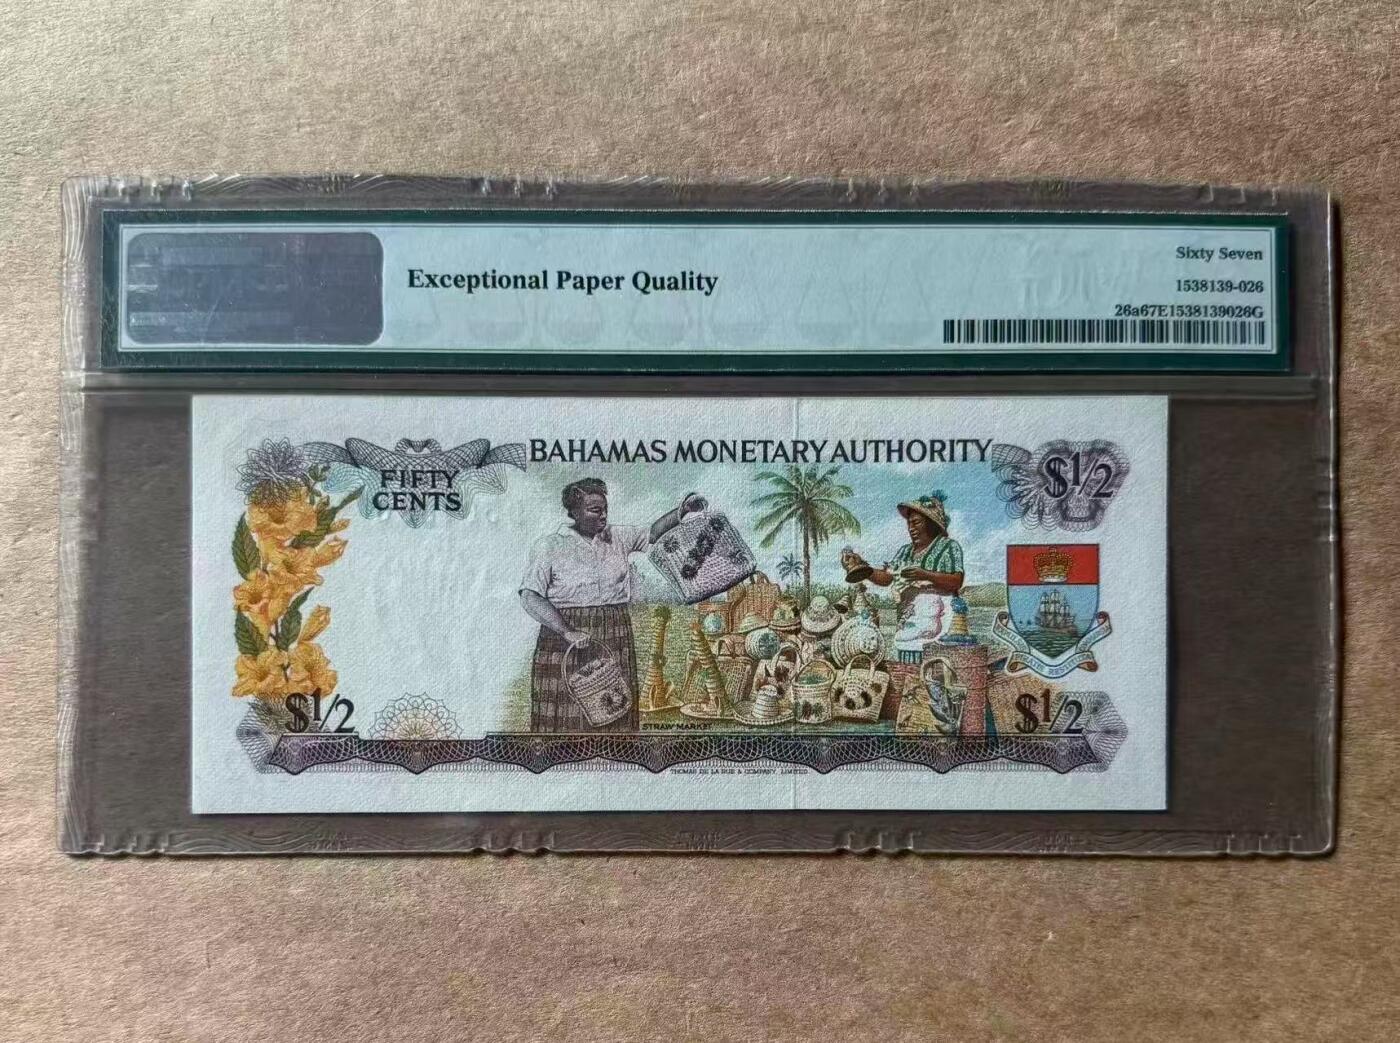 Exceptional Paper Quality
Sixty Seven
1538139-026
26a67E1538139026G
BAHAMAS MONETARY AUTHORITY
FIFTY
CENTS
$1/2
$1/2
$1/2
STRAW MARKET
THOMAS DE LA RUE & COMPANY, LIMITED